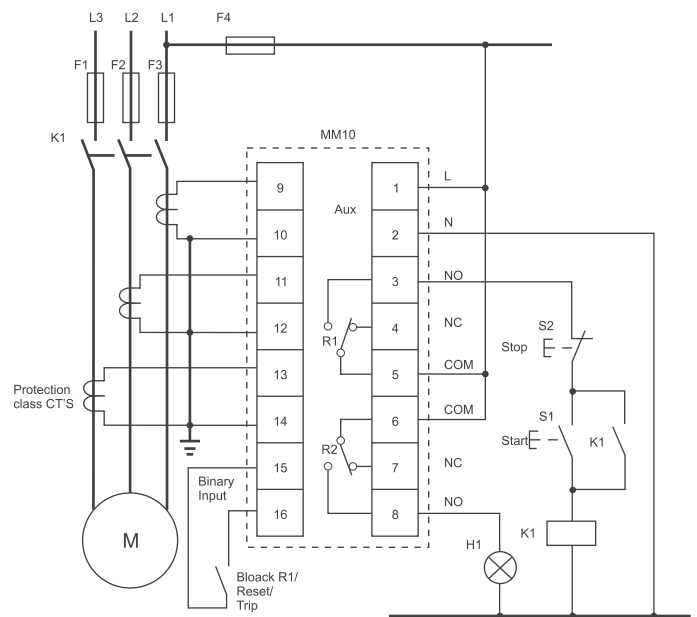 L3 L2 L1 F4
F1 F2 F3
K1
MM10
9
10
11
12
13
14
15
16
Aux
1
2
3
4
5
6
7
8
L
N
NO
NC
COM
COM
NC
NO
R1
R2
S2
Stop
S1
Start
K1
K1
H1
Protection
class CT'S
Binary
Input
M
Bloack R1/
Reset/
Trip